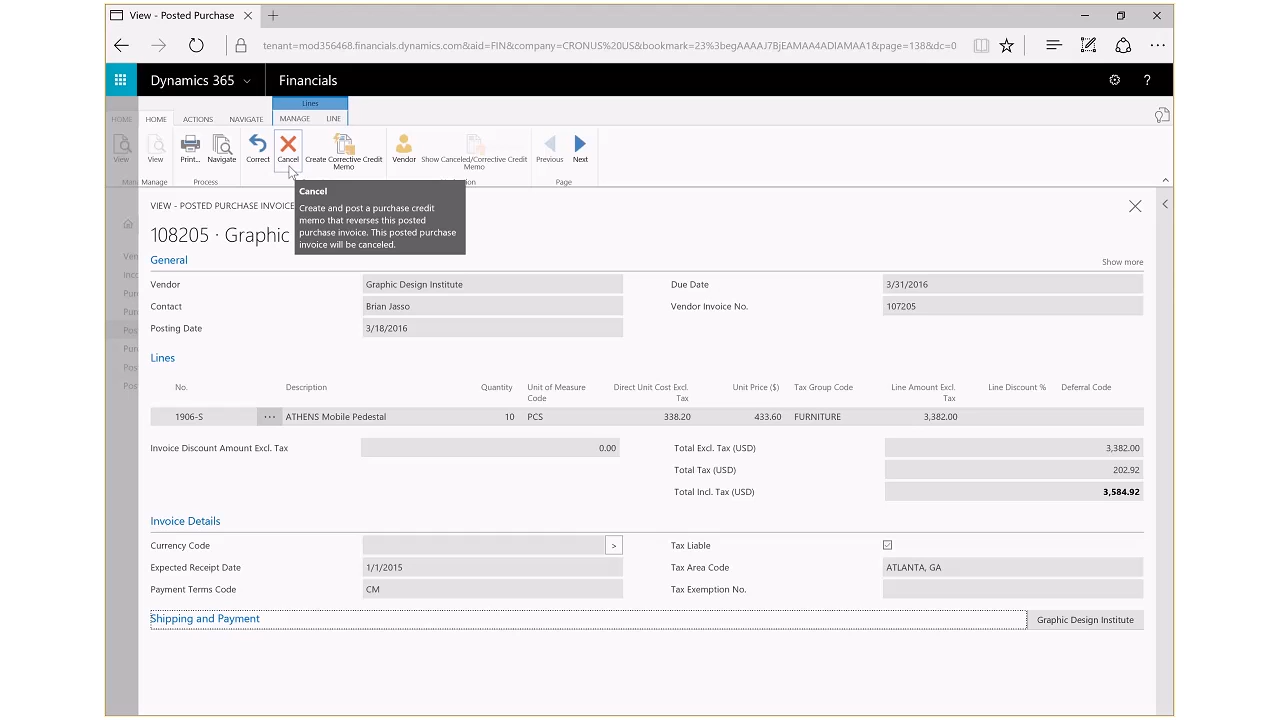 View - Posted Purchase
tenant=mod356468.financials.dynamics.com&aid=FIN&company=CRONUS%20US&bookmark=23%3begAAAAJ7BjEAMAA4ADIAMAA1&page=138&dc=0
Dynamics 365
Financials
?
Lines
HOME
HOME
ACTIONS
NAVIGATE
MANAGE
LINE
View
View
Print...
Navigate
Correct
Cancel
Create Corrective Credit
Memo
Vendor
Show Canceled/Corrective Credit
Memo
Previous
Next
Manage
Process
Page
Cancel
Create and post a purchase credit
memo that reverses this posted
purchase invoice. This posted purchase
invoice will be canceled.
VIEW - POSTED PURCHASE INVOICE
108205 · Graphic
General
Show more
Vendor
Graphic Design Institute
Due Date
3/31/2016
Contact
Brian Jasso
Vendor Invoice No.
107205
Posting Date
3/18/2016
Lines
No.
Description
Quantity
Unit of Measure
Code
Direct Unit Cost Excl.
Tax
Unit Price ($)
Tax Group Code
Line Amount Excl.
Tax
Line Discount %
Deferral Code
1906-S
ATHENS Mobile Pedestal
10
PCS
338.20
433.60
FURNITURE
3,382.00
Invoice Discount Amount Excl. Tax
0.00
Total Excl. Tax (USD)
3,382.00
Total Tax (USD)
202.92
Total Incl. Tax (USD)
3,584.92
Invoice Details
Currency Code
>
Tax Liable
Expected Receipt Date
1/1/2015
Tax Area Code
ATLANTA, GA
Payment Terms Code
CM
Tax Exemption No.
Shipping and Payment
Graphic Design Institute